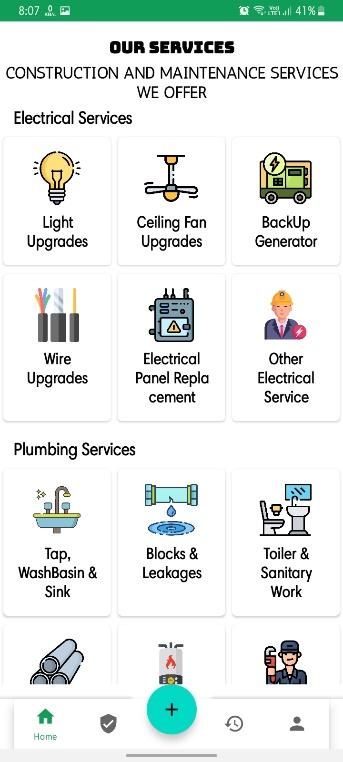 8:07
41%
OUR SERVICES
CONSTRUCTION AND MAINTENANCE SERVICES
WE OFFER
Electrical Services
Light
Upgrades
Ceiling Fan
Upgrades
BackUp
Generator
Wire
Upgrades
Electrical
Panel Repla
cement
Other
Electrical
Service
Plumbing Services
Tap,
WashBasin &
Sink
Blocks &
Leakages
Toiler &
Sanitary
Work
+
Home